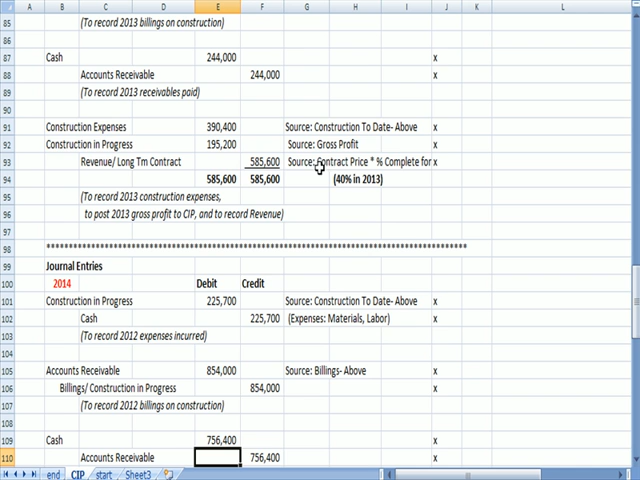 A B C D E F G H I J K L
85 (To record 2013 billings on construction)
86
87 Cash 244,000 x
88 Accounts Receivable 244,000 x
89 (To record 2013 receivables paid)
90
91 Construction Expenses 390,400 Source: Construction To Date- Above x
92 Construction in Progress 195,200 Source: Gross Profit x
93 Revenue/ Long Tm Contract 585,600 Source: Contract Price * % Complete for x
94 585,600 585,600 (40% in 2013)
95 (To record 2013 construction expenses,
96 to post 2013 gross profit to CIP, and to record Revenue)
97
98 ************************************************************************
99 Journal Entries
100 2014 Debit Credit
101 Construction in Progress 225,700 Source: Construction To Date- Above x
102 Cash 225,700 (Expenses: Materials, Labor) x
103 (To record 2012 expenses incurred)
104
105 Accounts Receivable 854,000 Source: Billings- Above x
106 Billings/ Construction in Progress 854,000 x
107 (To record 2012 billings on construction)
108
109 Cash 756,400 x
110 Accounts Receivable 756,400 x
end CIP start Sheet3